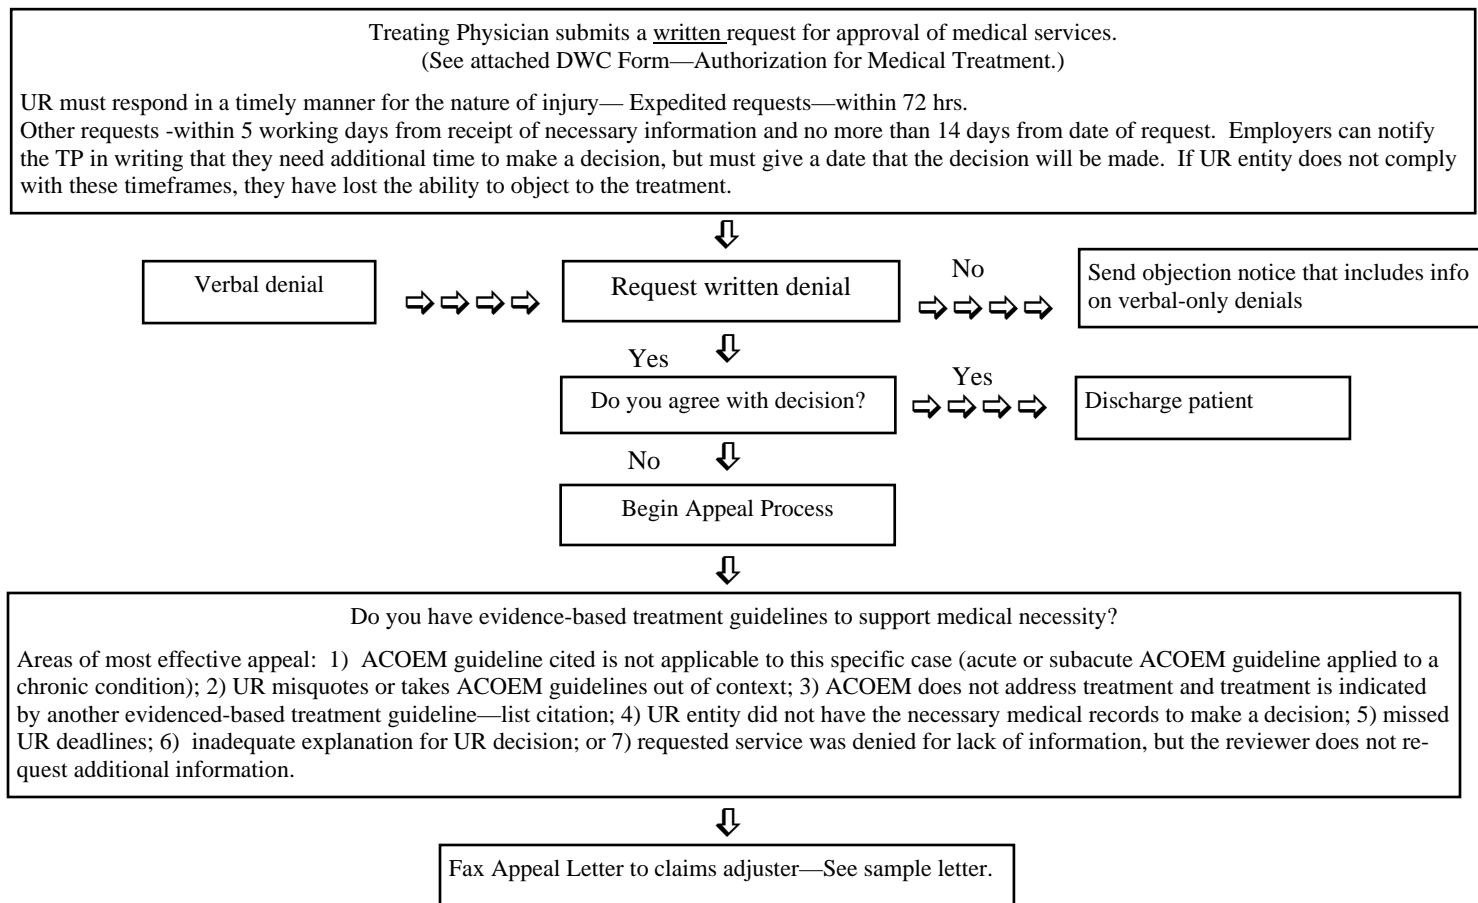 Treating Physician submits a written request for approval of medical services.
(See attached DWC Form—Authorization for Medical Treatment.)
UR must respond in a timely manner for the nature of injury— Expedited requests—within 72 hrs.
Other requests -within 5 working days from receipt of necessary information and no more than 14 days from date of request.  Employers can notify
the TP in writing that they need additional time to make a decision, but must give a date that the decision will be made.  If UR entity does not comply
with these timeframes, they have lost the ability to object to the treatment.
Verbal denial
Request written denial
No
Send objection notice that includes info
on verbal-only denials
Yes
Do you agree with decision?
Yes
Discharge patient
No
Begin Appeal Process
Do you have evidence-based treatment guidelines to support medical necessity?
Areas of most effective appeal:  1)  ACOEM guideline cited is not applicable to this specific case (acute or subacute ACOEM guideline applied to a
chronic condition); 2) UR misquotes or takes ACOEM guidelines out of context; 3) ACOEM does not address treatment and treatment is indicated
by another evidenced-based treatment guideline—list citation; 4) UR entity did not have the necessary medical records to make a decision; 5) missed
UR deadlines; 6)  inadequate explanation for UR decision; or 7) requested service was denied for lack of information, but the reviewer does not re-
quest additional information.
Fax Appeal Letter to claims adjuster—See sample letter.